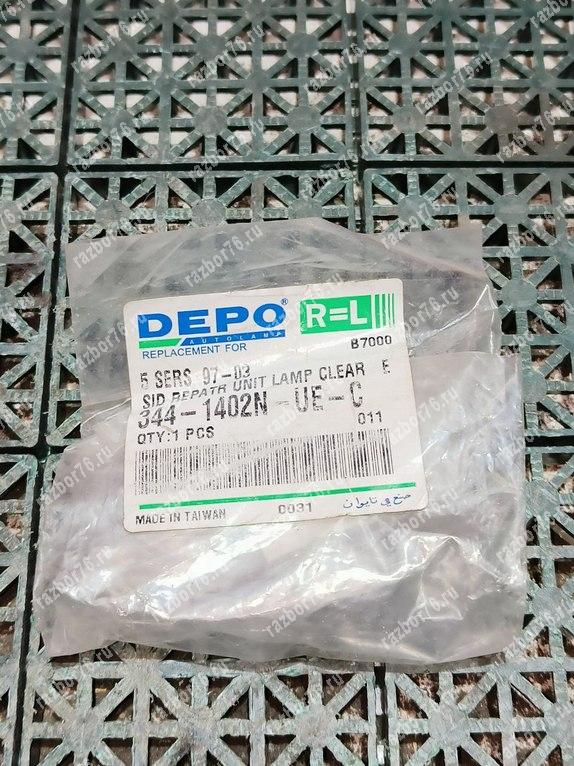 DEPO® R=L
AUTOLAMP
REPLACEMENT FOR B7000
5 SERS 97-03
SID REPAIR UNIT LAMP CLEAR E
344-1402N-UE-C
QTY:1 PCS 011
MADE IN TAIWAN 0031 صنع في تايوان
razbor76.ru